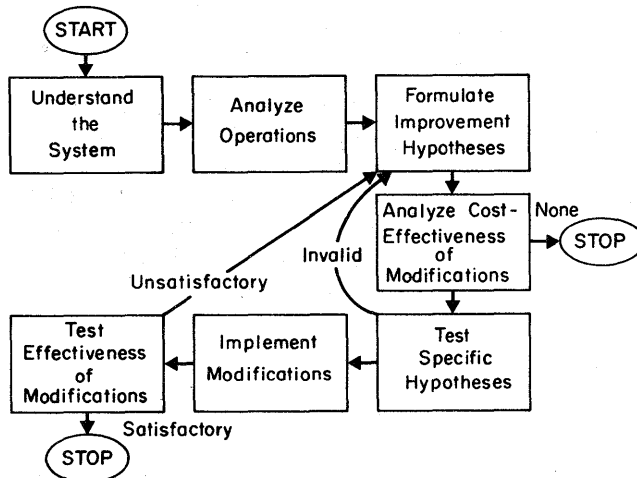 START
Understand
the
System
Analyze
Operations
Formulate
Improvement
Hypotheses
Analyze Cost-
Effectiveness
of
Modifications
None
STOP
Invalid
Unsatisfactory
Test
Specific
Hypotheses
Implement
Modifications
Test
Effectiveness
of
Modifications
Satisfactory
STOP